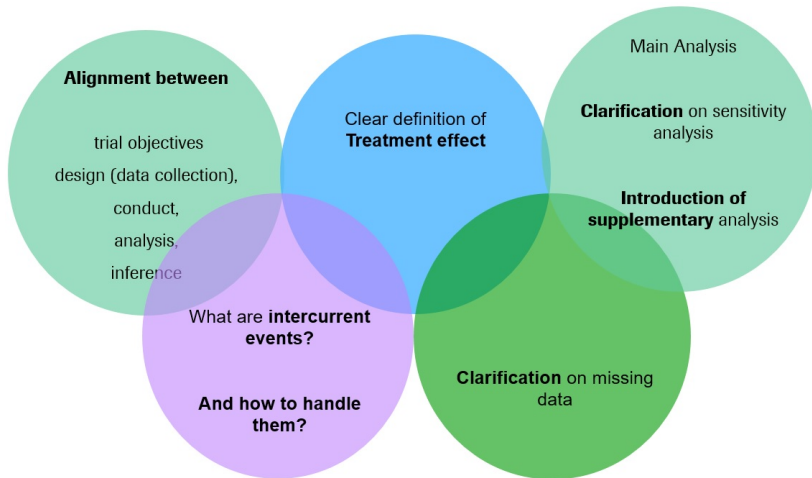 Alignment between
trial objectives
design (data collection),
conduct,
analysis,
inference
Clear definition of
Treatment effect
Main Analysis
Clarification on sensitivity
analysis
Introduction of
supplementary analysis
What are intercurrent
events?
And how to handle
them?
Clarification on missing
data